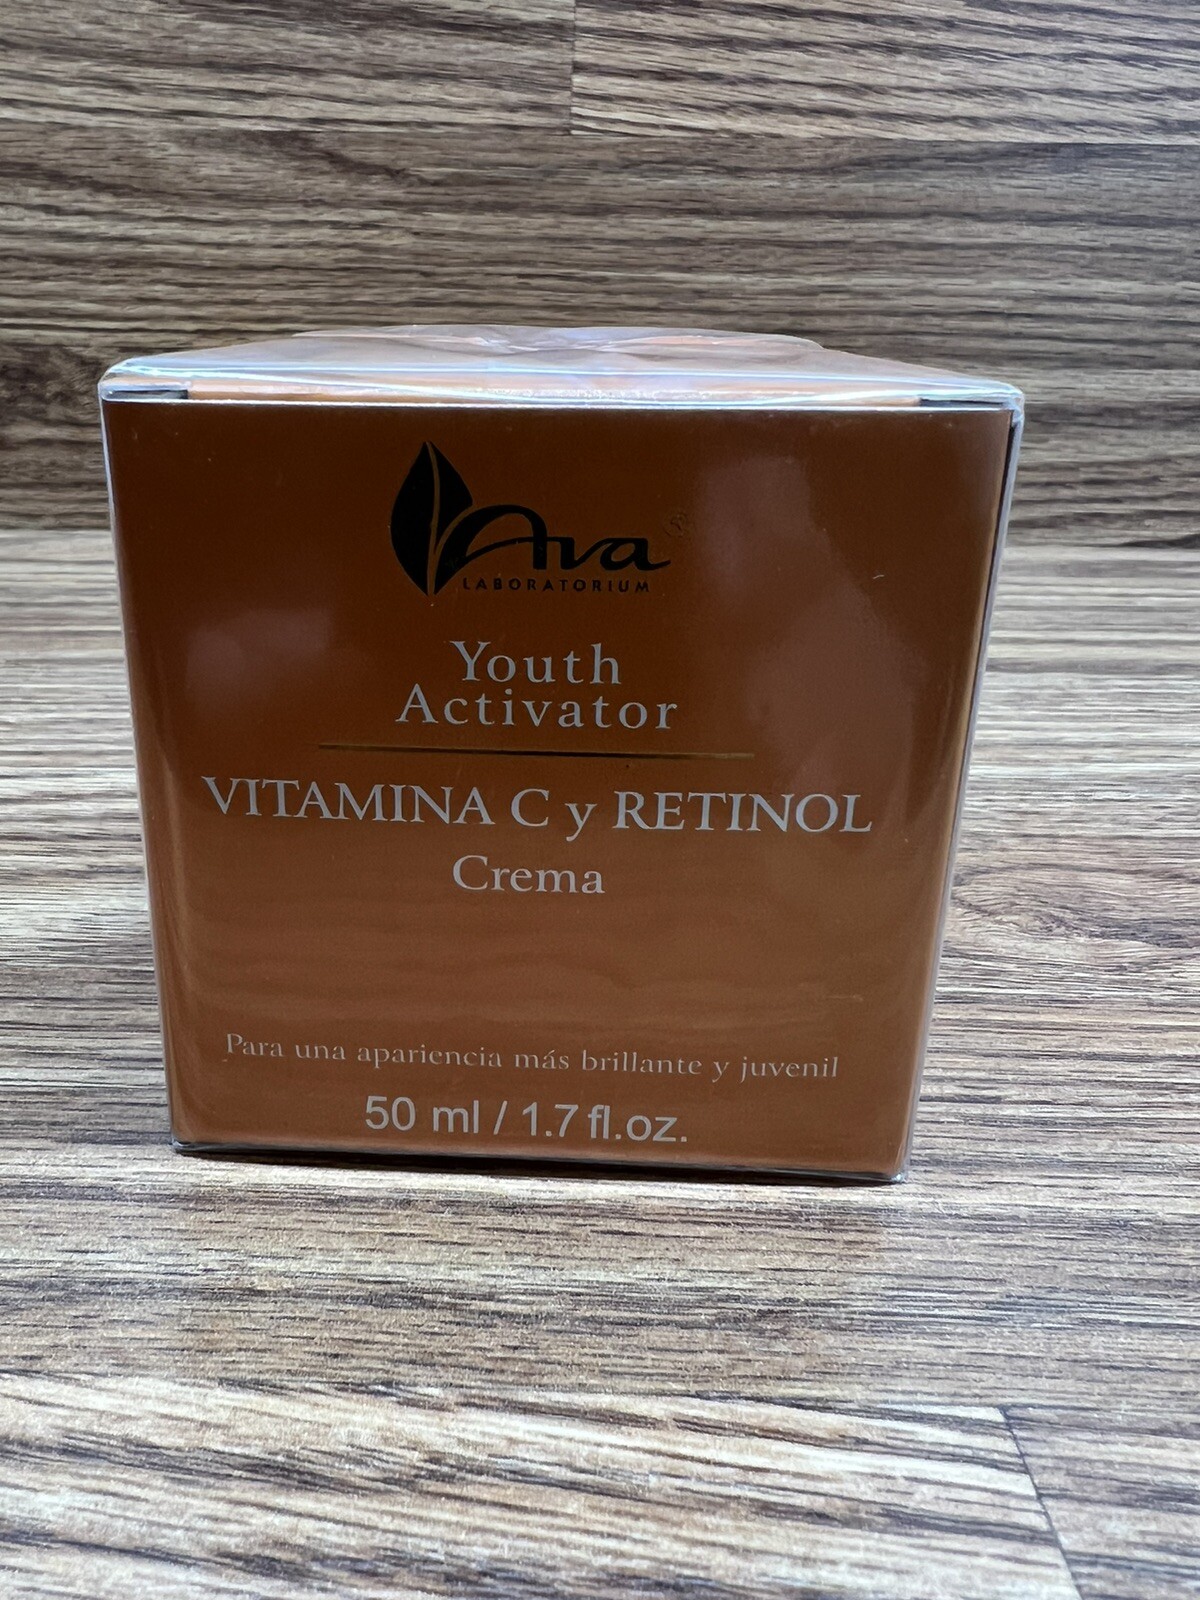 Ava®
LABORATORIUM
Youth
Activator
VITAMINA C y RETINOL
Crema
Para una apariencia más brillante y juvenil
50 ml / 1.7 fl.oz.